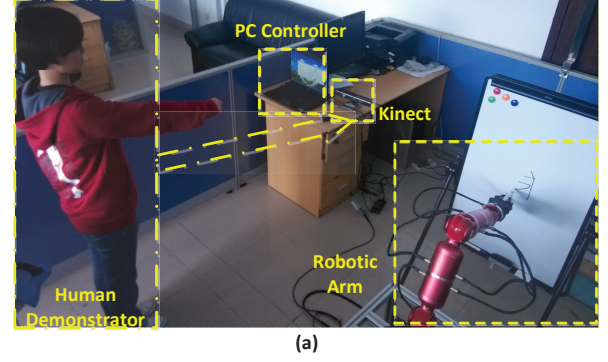 PC Controller
Kinect
Robotic
Arm
Human
Demonstrator
(a)